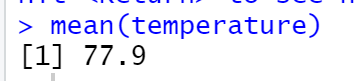 > mean(temperature)
[1] 77.9